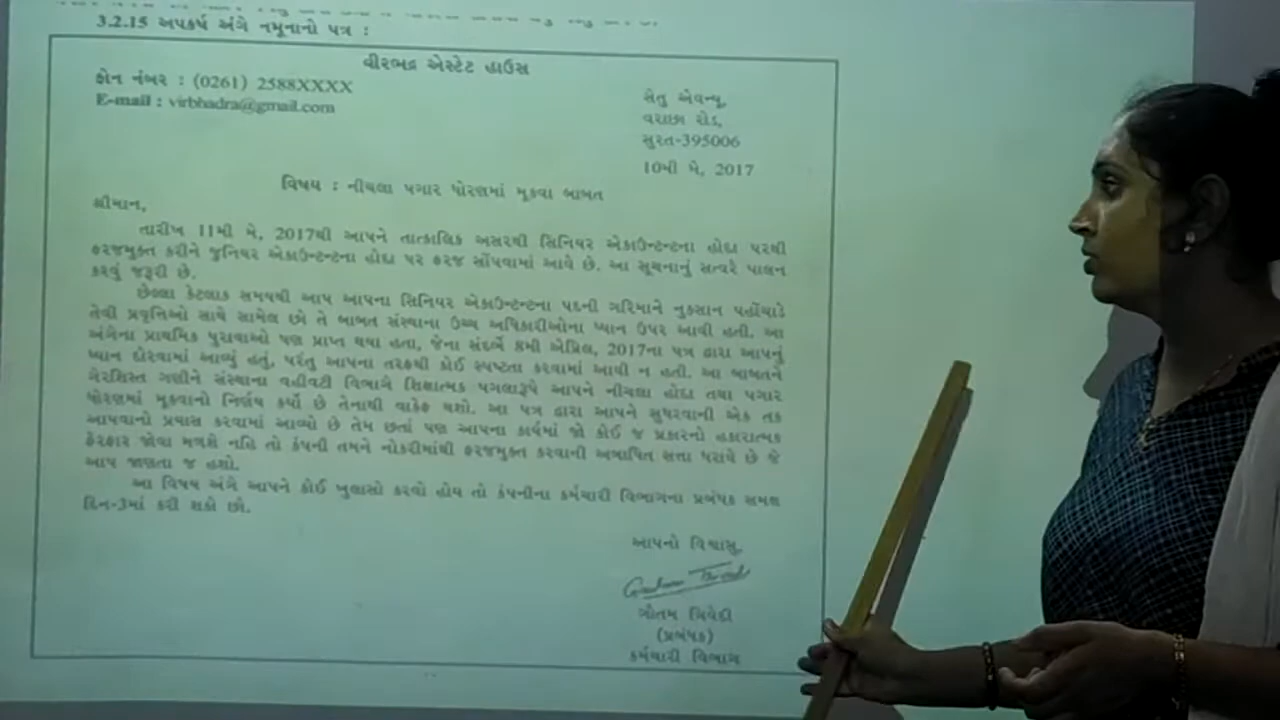 3.2.15 અપકર્ષ અંગે નમૂનાનો પત્ર :
વીરભદ્ર એસ્ટેટ હાઉસ
ફોન નંબર : (0261) 2588XXXX
E-mail : virbhadra@gmail.com
સેતુ એવન્યૂ,
વરાછા રોડ,
સુરત-395006
10મી મે, 2017
વિષય : નીચલા પગાર ધોરણમાં મૂકવા બાબત
શ્રીમાન,
તારીખ 11મી મે, 2017થી આપને તાત્કાલિક અસરથી સિનિયર એકાઉન્ટન્ટના હોદ્દા પરથી
ફરજમુક્ત કરીને જુનિયર એકાઉન્ટન્ટના હોદ્દા પર ફરજ સોંપવામાં આવે છે. આ સૂચનાનું સત્વરે પાલન
કરવું જરૂરી છે.
છેલ્લા કેટલાક સમયથી આપ આપના સિનિયર એકાઉન્ટન્ટના પદની ગરિમાને નુકસાન પહોંચાડે
તેવી પ્રવૃત્તિઓ સાથે સામેલ છો તે બાબત સંસ્થાના ઉચ્ચ અધિકારીઓના ધ્યાન ઉપર આવી હતી. આ
અંગેના પ્રાથમિક પુરાવાઓ પણ પ્રાપ્ત થયા હતા, જેના સંદર્ભે 8મી એપ્રિલ, 2017ના પત્ર દ્વારા આપનું
ધ્યાન દોરવામાં આવ્યું હતું, પરંતુ આપના તરફથી કોઈ સ્પષ્ટતા કરવામાં આવી ન હતી. આ બાબતને
ગેરશિસ્ત ગણીને સંસ્થાના વહીવટી વિભાગે શિક્ષાત્મક પગલારૂપે આપને નીચલા હોદ્દા તથા પગાર
ધોરણમાં મૂકવાનો નિર્ણય કર્યો છે તેનાથી વાકેફ થશો. આ પત્ર દ્વારા આપને સુધરવાની એક તક
આપવાનો પ્રયાસ કરવામાં આવ્યો છે તેમ છતાં પણ આપના કાર્યમાં જો કોઈ જ પ્રકારનો હકારાત્મક
ફેરફાર જોવા મળશે નહિ તો કંપની તમને નોકરીમાંથી ફરજમુક્ત કરવાની અબાધિત સત્તા ધરાવે છે જે
આપ જાણતા જ હશો.
આ વિષય અંગે આપને કોઈ ખુલાસો કરવો હોય તો કંપનીના કર્મચારી વિભાગના પ્રબંધક સમક્ષ
દિન-3માં કરી શકો છો.
આપનો વિશ્વાસુ,
ગૌતમ ત્રિવેદી
(પ્રબંધક)
કર્મચારી વિભાગ